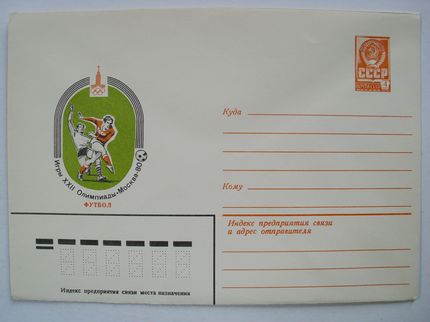 СССР
4
Куда
Игры XXII Олимпиады•Москва-80
ФУТБОЛ
Кому
Индекс предприятия связи
и адрес отправителя
Индекс предприятия связи места назначения